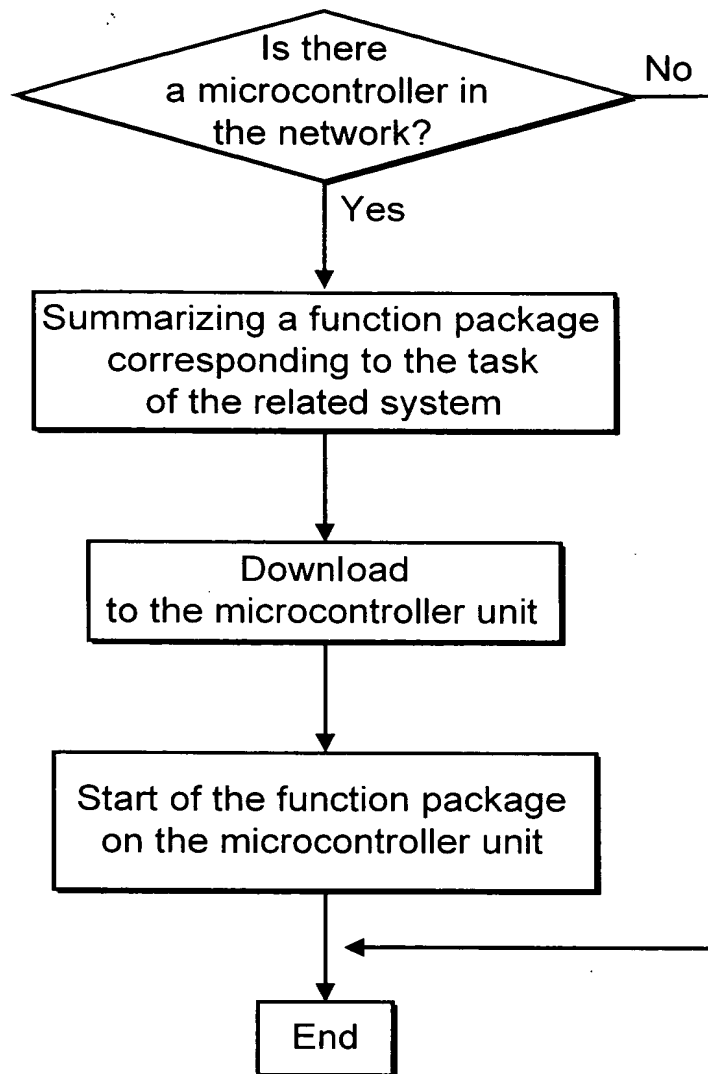 Is there
a microcontroller in
the network?
No
Yes
Summarizing a function package
corresponding to the task
of the related system
Download
to the microcontroller unit
Start of the function package
on the microcontroller unit
End